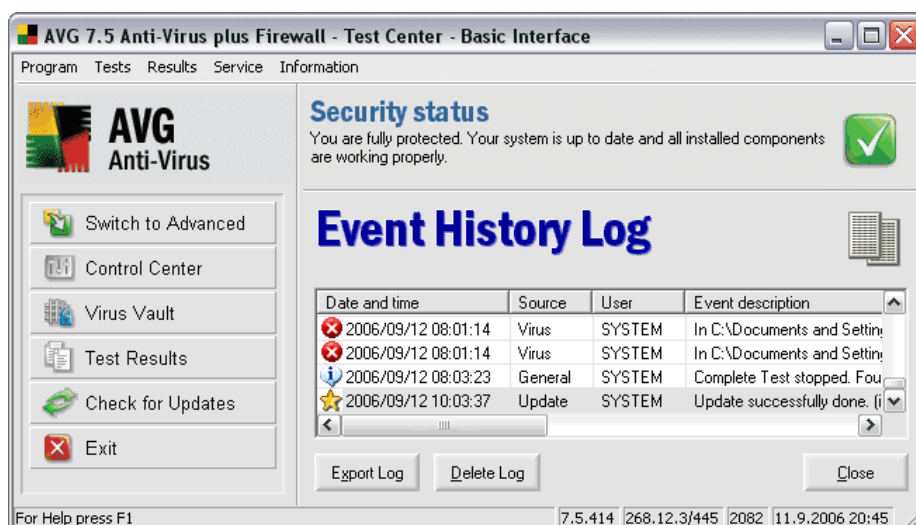 AVG 7.5 Anti-Virus plus Firewall - Test Center - Basic Interface
Program Tests Results Service Information
AVG
Anti-Virus
Switch to Advanced
Control Center
Virus Vault
Test Results
Check for Updates
Exit
Security status
You are fully protected. Your system is up to date and all installed components
are working properly.
Event History Log
Date and time Source User Event description
2006/09/12 08:01:14 Virus SYSTEM In C:\Documents and Settin
2006/09/12 08:01:14 Virus SYSTEM In C:\Documents and Settin
2006/09/12 08:03:23 General SYSTEM Complete Test stopped. Fou
2006/09/12 10:03:37 Update SYSTEM Update successfully done. (i
Export Log Delete Log Close
For Help press F1 7.5.414 268.12.3/445 2082 11.9.2006 20:45